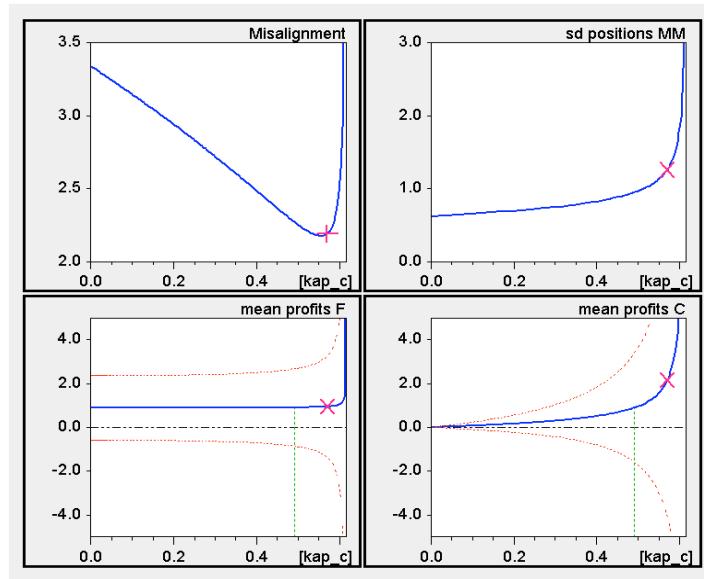 Misalignment
3.5
3.0
2.5
2.0
0.0 0.2 0.4 [kap_c]
sd positions MM
3.0
2.0
1.0
0.0
0.0 0.2 0.4 [kap_c]
mean profits F
4.0
2.0
0.0
-2.0
-4.0
0.0 0.2 0.4 [kap_c]
mean profits C
4.0
2.0
0.0
-2.0
-4.0
0.0 0.2 0.4 [kap_c]